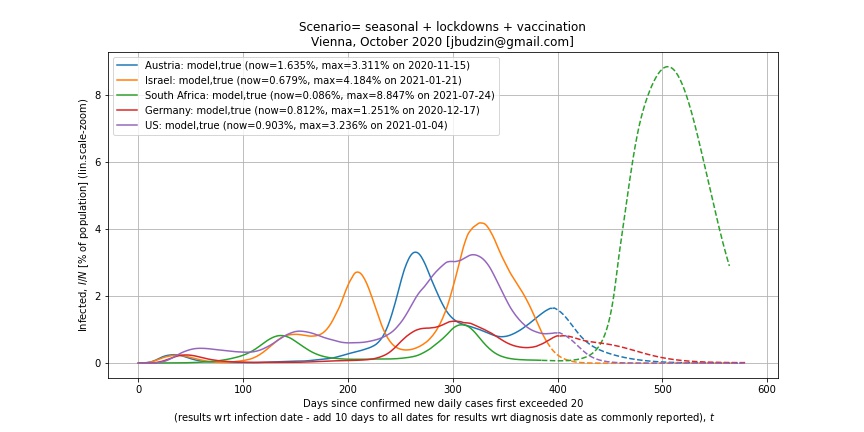 Scenario= seasonal + lockdowns + vaccination
Vienna, October 2020 [jbudzin@gmail.com]
Austria: model,true (now=1.635%, max=3.311% on 2020-11-15)
Israel: model,true (now=0.679%, max=4.184% on 2021-01-21)
South Africa: model,true (now=0.086%, max=8.847% on 2021-07-24)
Germany: model,true (now=0.812%, max=1.251% on 2020-12-17)
US: model,true (now=0.903%, max=3.236% on 2021-01-04)
Infected, I/N [% of population] (lin.scale-zoom)
8
6
4
2
0
0 100 200 300 400 500 600
Days since confirmed new daily cases first exceeded 20
(results wrt infection date - add 10 days to all dates for results wrt diagnosis date as commonly reported), t